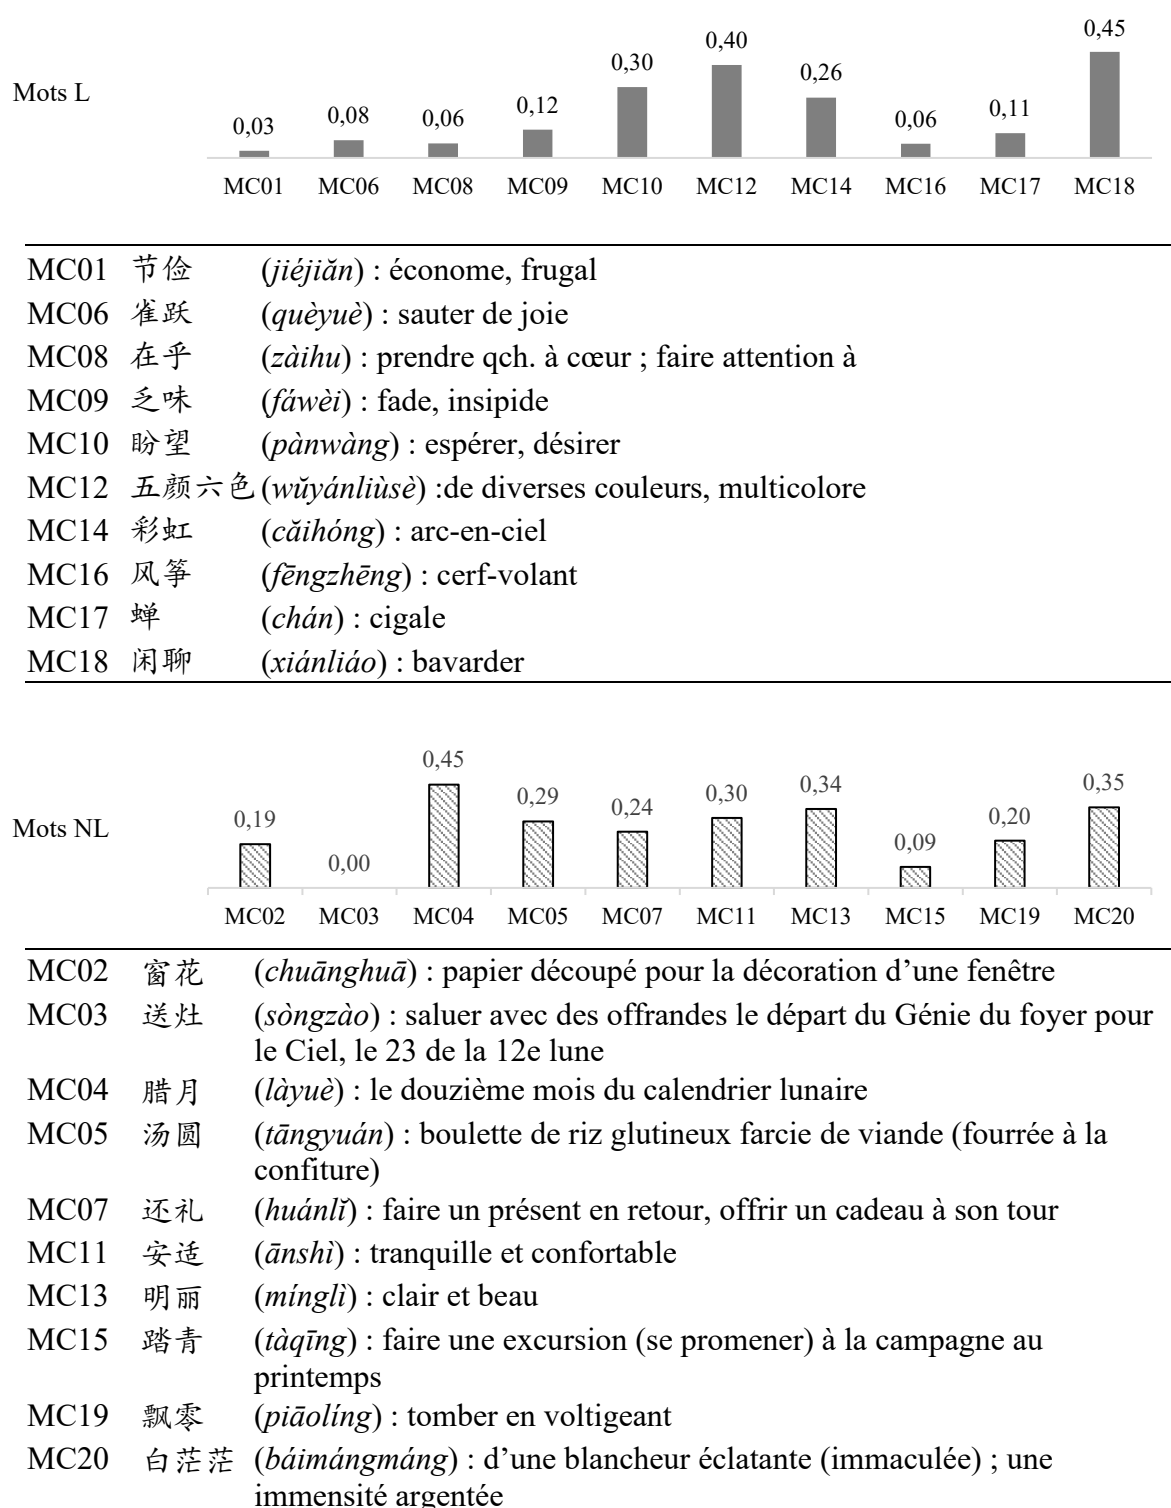 0,03 0,08 0,06 0,12 0,30 0,40 0,26 0,06 0,11 0,45
Mots L
MC01 MC06 MC08 MC09 MC10 MC12 MC14 MC16 MC17 MC18
MC01 节俭 (jiéjiăn) : économe, frugal
MC06 雀跃 (quèyuè) : sauter de joie
MC08 在乎 (zàihu) : prendre qch. à cœur ; faire attention à
MC09 乏味 (fáwèi) : fade, insipide
MC10 盼望 (pànwàng) : espérer, désirer
MC12 五颜六色 (wŭyánliùsè) :de diverses couleurs, multicolore
MC14 彩虹 (căihóng) : arc-en-ciel
MC16 风筝 (fēngzhēng) : cerf-volant
MC17 蝉 (chán) : cigale
MC18 闲聊 (xiánliáo) : bavarder
0,19 0,00 0,45 0,29 0,24 0,30 0,34 0,09 0,20 0,35
Mots NL
MC02 MC03 MC04 MC05 MC07 MC11 MC13 MC15 MC19 MC20
MC02 窗花 (chuānghuā) : papier découpé pour la décoration d’une fenêtre
MC03 送灶 (sòngzào) : saluer avec des offrandes le départ du Génie du foyer pour
le Ciel, le 23 de la 12e lune
MC04 腊月 (làyuè) : le douzième mois du calendrier lunaire
MC05 汤圆 (tāngyuán) : boulette de riz glutineux farcie de viande (fourrée à la
confiture)
MC07 还礼 (huánlĭ) : faire un présent en retour, offrir un cadeau à son tour
MC11 安适 (ānshì) : tranquille et confortable
MC13 明丽 (mínglì) : clair et beau
MC15 踏青 (tàqīng) : faire une excursion (se promener) à la campagne au
printemps
MC19 飘零 (piāolíng) : tomber en voltigeant
MC20 白茫茫 (báimángmáng) : d’une blancheur éclatante (immaculée) ; une
immensité argentée